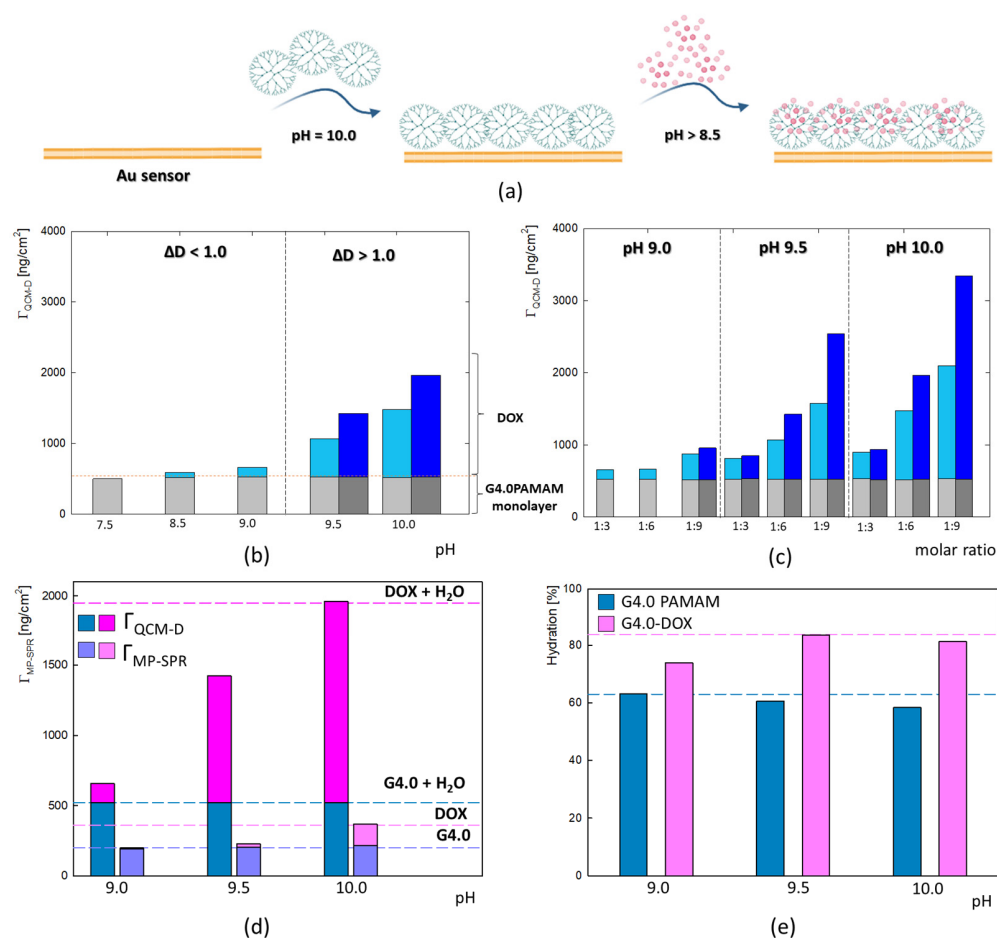 pH = 10.0
pH > 8.5
Au sensor
(a)
Γ QCM-D [ng/cm²]
4000
3000
2000
1000
0
ΔD < 1.0
ΔD > 1.0
DOX
G4.0PAMAM
monolayer
7.5
8.5
9.0
9.5
10.0
pH
(b)
Γ QCM-D [ng/cm²]
4000
3000
2000
1000
0
pH 9.0
pH 9.5
pH 10.0
1:3
1:6
1:9
1:3
1:6
1:9
1:3
1:6
1:9
molar ratio
(c)
Γ MP-SPR [ng/cm²]
2000
1500
1000
500
0
DOX + H₂O
Γ QCM-D
Γ MP-SPR
G4.0 + H₂O
DOX
G4.0
9.0
9.5
10.0
pH
(d)
Hydration [%]
100
80
60
40
20
0
G4.0 PAMAM
G4.0-DOX
9.0
9.5
10.0
pH
(e)